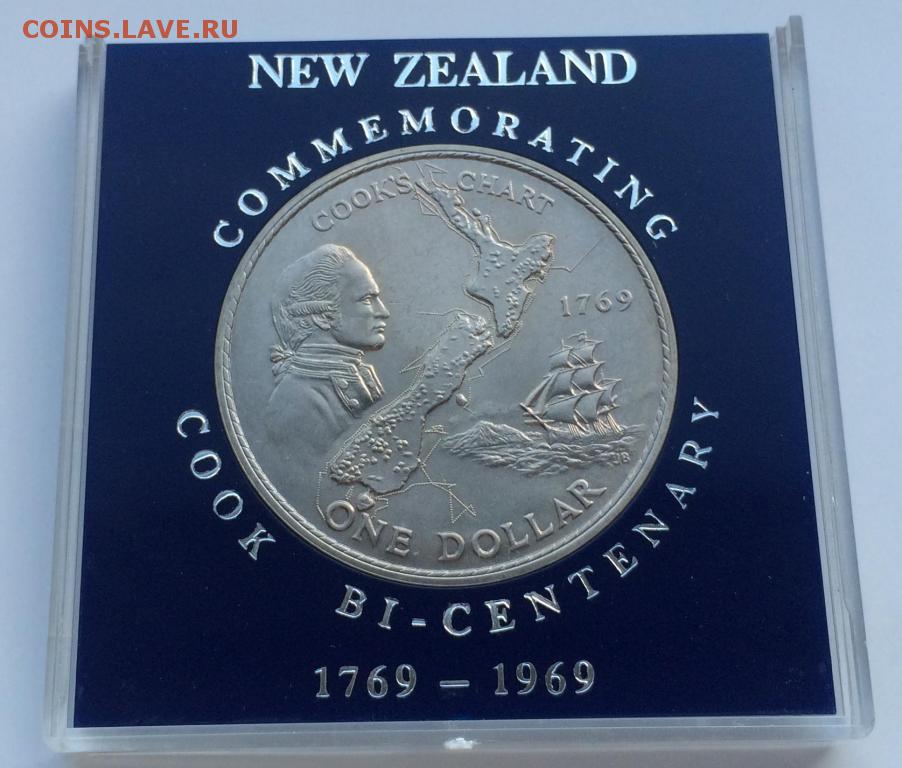 COINS.LAVE.RU
NEW ZEALAND
COMMEMORATING
COOK'S CHART
1769
JB
ONE DOLLAR
COOK BI-CENTENARY
1769 – 1969